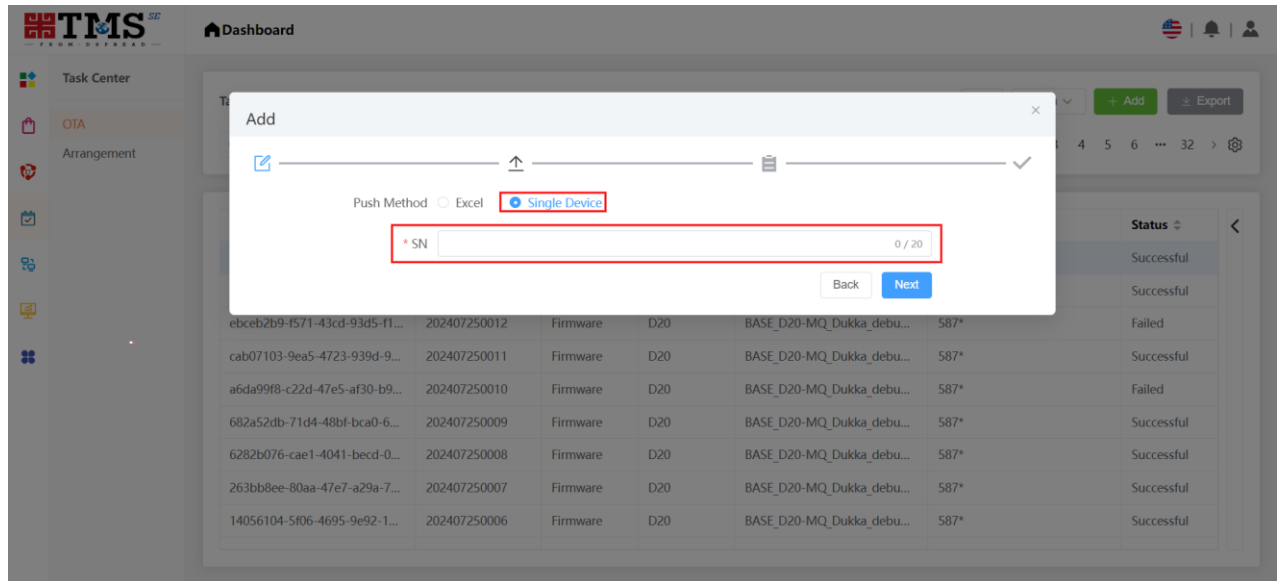 TMS SE
FROM DSPREAD
Dashboard
Task Center
OTA
Arrangement
Add
Export
4 5 6 ... 32
Add
Push Method Excel Single Device
* SN 0 / 20
Back Next
Status
Successful
Successful
ebceb2b9-f571-43cd-93d5-f1... 202407250012 Firmware D20 BASE_D20-MQ_Dukka_debu... 587* Failed
cab07103-9ea5-4723-939d-9... 202407250011 Firmware D20 BASE_D20-MQ_Dukka_debu... 587* Successful
a6da99f8-c22d-47e5-af30-b9... 202407250010 Firmware D20 BASE_D20-MQ_Dukka_debu... 587* Failed
682a52db-71d4-48bf-bca0-6... 202407250009 Firmware D20 BASE_D20-MQ_Dukka_debu... 587* Successful
6282b076-cae1-4041-becd-0... 202407250008 Firmware D20 BASE_D20-MQ_Dukka_debu... 587* Successful
263bb8ee-80aa-47e7-a29a-7... 202407250007 Firmware D20 BASE_D20-MQ_Dukka_debu... 587* Successful
14056104-5f06-4695-9e92-1... 202407250006 Firmware D20 BASE_D20-MQ_Dukka_debu... 587* Successful